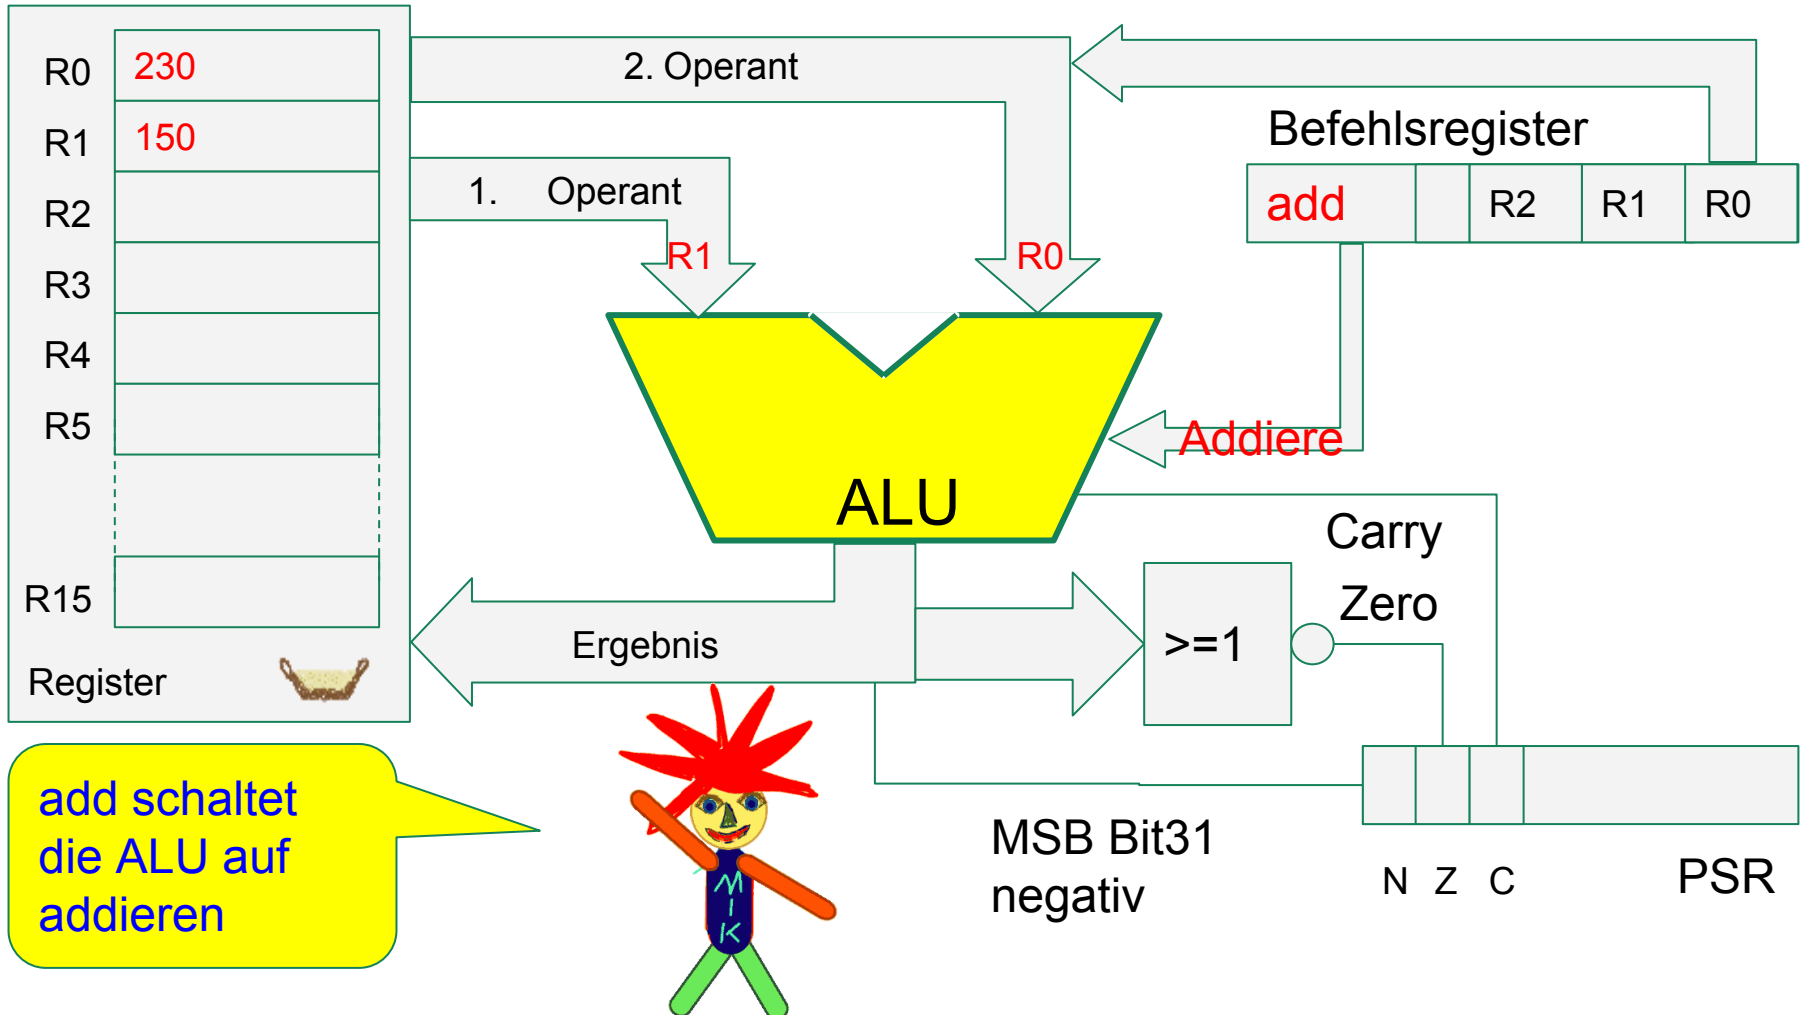 R0 230
R1 150
R2
R3
R4
R5
R15
Register
2. Operant
1. Operant
R1
R0
Befehlsregister
add R2 R1 R0
Addiere
ALU
Carry
Zero
Ergebnis
>=1
add schaltet
die ALU auf
addieren
M
I
K
MSB Bit31
negativ
N Z C
PSR